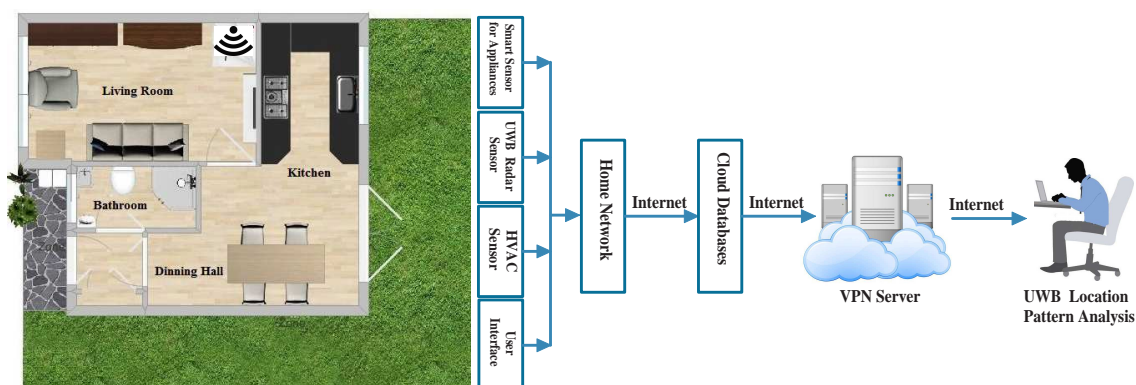 Living Room
Kitchen
Bathroom
Dinning Hall
Smart Sensor
for Appliances
UWB Radar
Sensor
HVAC
Sensor
User
Interface
Home Network
Internet
Cloud Databases
Internet
VPN Server
Internet
UWB Location
Pattern Analysis